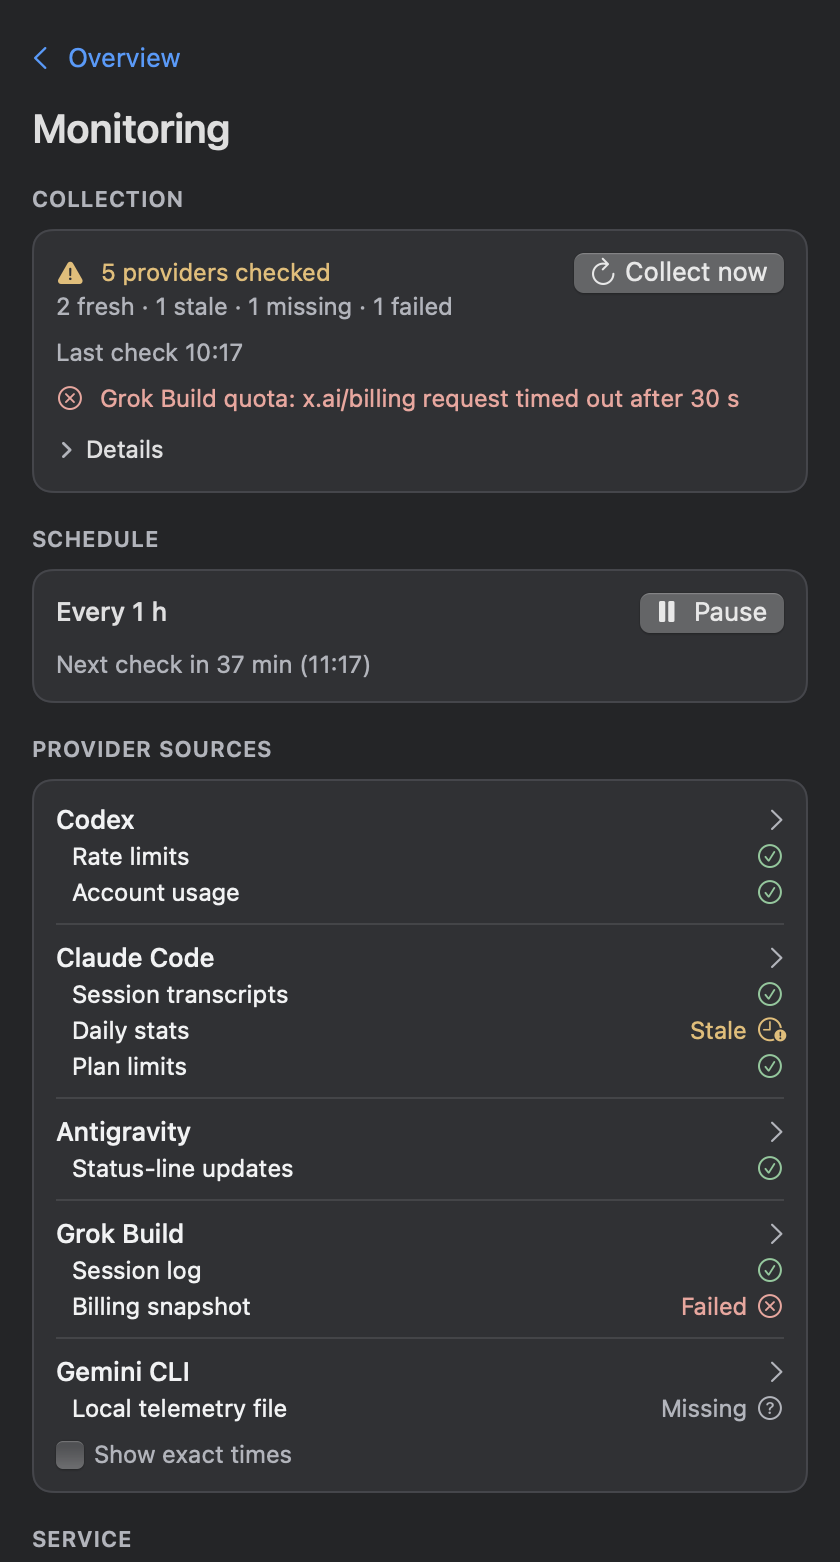 Overview
Monitoring
COLLECTION
5 providers checked
Collect now
2 fresh · 1 stale · 1 missing · 1 failed
Last check 10:17
Grok Build quota: x.ai/billing request timed out after 30 s
Details
SCHEDULE
Every 1 h
Pause
Next check in 37 min (11:17)
PROVIDER SOURCES
Codex
Rate limits
Account usage
Claude Code
Session transcripts
Daily stats Stale
Plan limits
Antigravity
Status-line updates
Grok Build
Session log
Billing snapshot Failed
Gemini CLI
Local telemetry file Missing
Show exact times
SERVICE